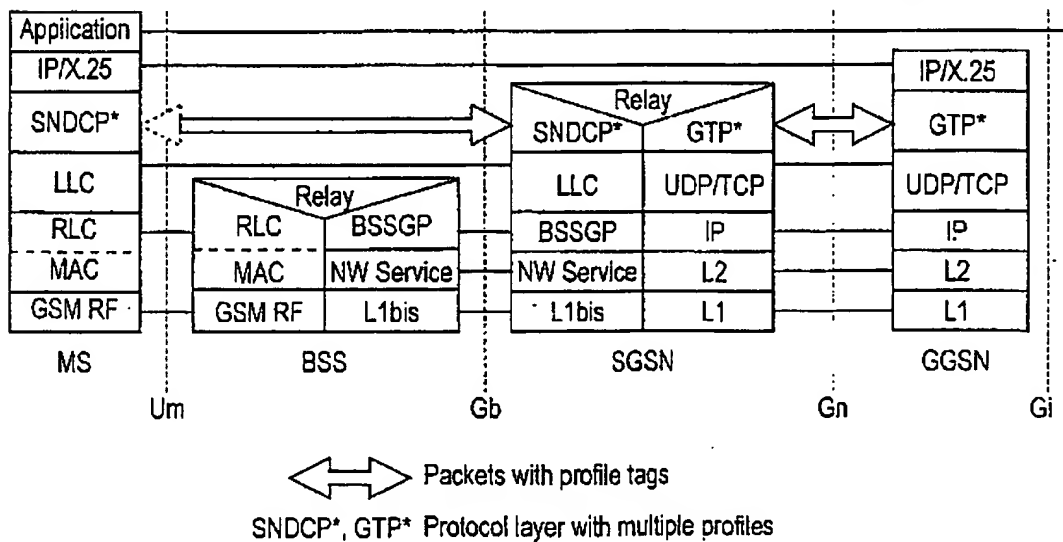 Application
IP/X.25
SNDCP*
LLC
RLC
MAC
GSM RF
MS
Relay
RLC
BSSGP
MAC
NW Service
GSM RF
L1bis
BSS
Relay
SNDCP*
GTP*
LLC
UDP/TCP
BSSGP
IP
NW Service
L2
L1bis
L1
SGSN
IP/X.25
GTP*
UDP/TCP
IP
L2
L1
GGSN
Um
Gb
Gn
Gi
Packets with profile tags
SNDCP*, GTP* Protocol layer with multiple profiles